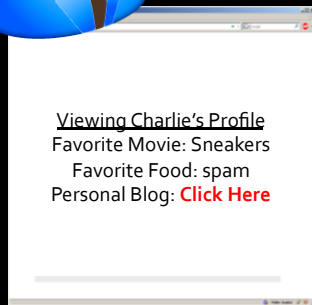 Viewing Charlie's Profile
Favorite Movie: Sneakers
Favorite Food: spam
Personal Blog: Click Here